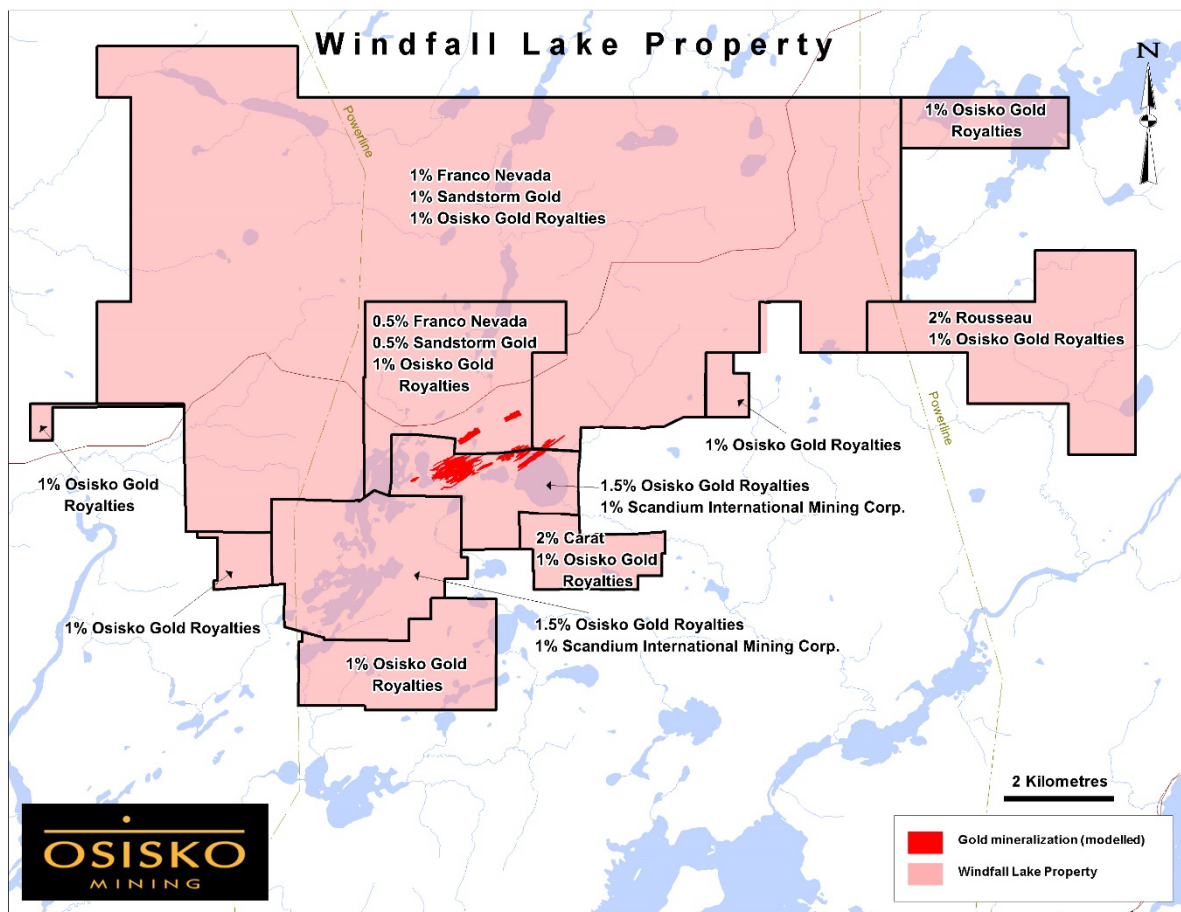 Windfall Lake Property
N
Powerline
1% Osisko Gold
Royalties
1% Franco Nevada
1% Sandstorm Gold
1% Osisko Gold Royalties
0.5% Franco Nevada
0.5% Sandstorm Gold
1% Osisko Gold
Royalties
2% Rousseau
1% Osisko Gold Royalties
Powerline
1% Osisko Gold Royalties
1% Osisko Gold
Royalties
1.5% Osisko Gold Royalties
1% Scandium International Mining Corp.
2% Carat
1% Osisko Gold
Royalties
1% Osisko Gold Royalties
1.5% Osisko Gold Royalties
1% Scandium International Mining Corp.
1% Osisko Gold
Royalties
2 Kilometres
Gold mineralization (modelled)
Windfall Lake Property
OSISKO
MINING